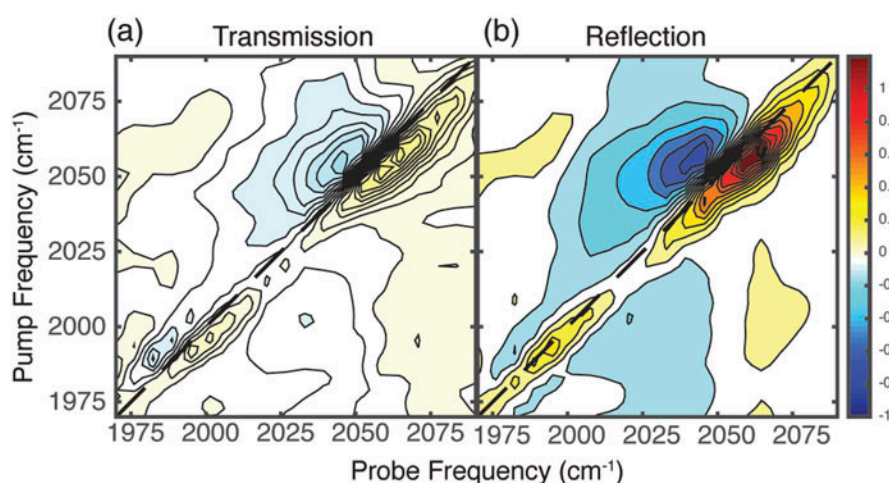 (a) Transmission (b) Reflection
2075
2050
2025
2000
1975
Pump Frequency (cm⁻¹)
1975 2000 2025 2050 2075 1975 2000 2025 2050 2075
Probe Frequency (cm⁻¹)
1
0
-1